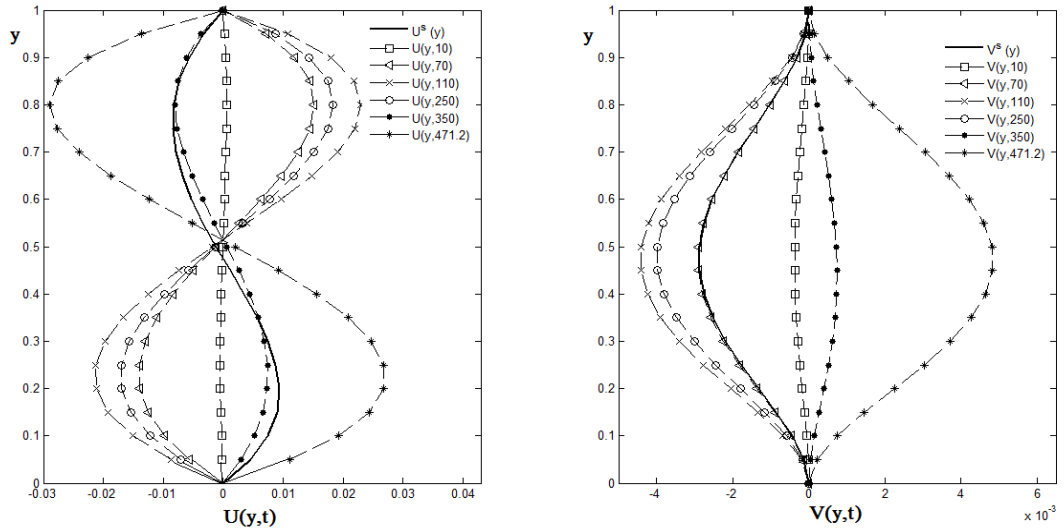 y
1
0.9
0.8
0.7
0.6
0.5
0.4
0.3
0.2
0.1
0
-0.03 -0.02 -0.01 0 0.01 0.02 0.03 0.04
U(y,t)
Uˢ (y)
U(y,10)
U(y,70)
U(y,110)
U(y,250)
U(y,350)
U(y,471.2)
y
1
0.9
0.8
0.7
0.6
0.5
0.4
0.3
0.2
0.1
0
-4 -2 0 2 4 6
x 10⁻³
V(y,t)
Vˢ (y)
V(y,10)
V(y,70)
V(y,110)
V(y,250)
V(y,350)
V(y,471.2)